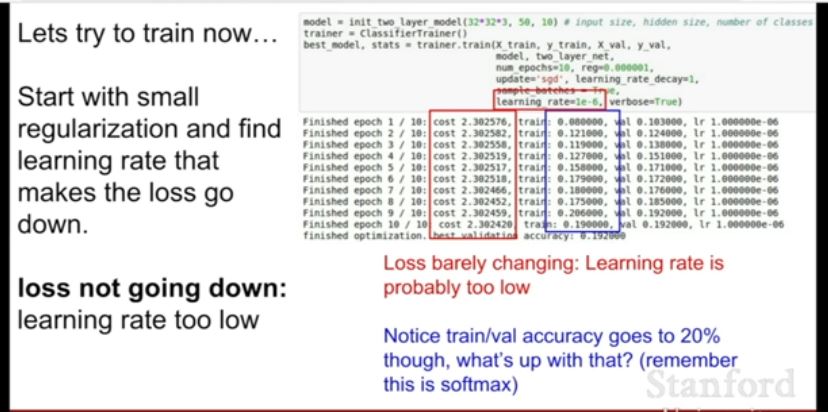 Lets try to train now…
Start with small
regularization and find
learning rate that
makes the loss go
down.
loss not going down:
learning rate too low
model = init_two_layer_model(32*32*3, 50, 10) # input size, hidden size, number of classes
trainer = ClassifierTrainer()
best_model, stats = trainer.train(X_train, y_train, X_val, y_val,
model, two_layer_net,
num_epochs=10, reg=0.000001,
update='sgd', learning_rate_decay=1,
sample_batches = True,
learning_rate=1e-6, verbose=True)
Finished epoch 1 / 10: cost 2.302576, train: 0.080000, val 0.103000, lr 1.000000e-06
Finished epoch 2 / 10: cost 2.302582, train: 0.121000, val 0.124000, lr 1.000000e-06
Finished epoch 3 / 10: cost 2.302558, train: 0.119000, val 0.138000, lr 1.000000e-06
Finished epoch 4 / 10: cost 2.302519, train: 0.127000, val 0.151000, lr 1.000000e-06
Finished epoch 5 / 10: cost 2.302517, train: 0.158000, val 0.171000, lr 1.000000e-06
Finished epoch 6 / 10: cost 2.302518, train: 0.179000, val 0.172000, lr 1.000000e-06
Finished epoch 7 / 10: cost 2.302466, train: 0.180000, val 0.176000, lr 1.000000e-06
Finished epoch 8 / 10: cost 2.302452, train: 0.175000, val 0.185000, lr 1.000000e-06
Finished epoch 9 / 10: cost 2.302459, train: 0.206000, val 0.192000, lr 1.000000e-06
Finished epoch 10 / 10: cost 2.302420, train: 0.190000, val 0.192000, lr 1.000000e-06
finished optimization. best validation accuracy: 0.192000
Loss barely changing: Learning rate is
probably too low
Notice train/val accuracy goes to 20%
though, what's up with that? (remember
this is softmax)
Stanford